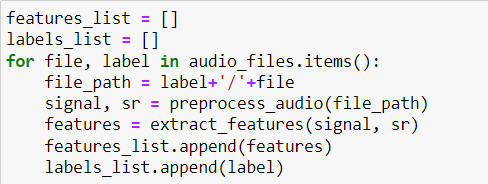 features_list = []
labels_list = []
for file, label in audio_files.items():
    file_path = label+'/'+file
    signal, sr = preprocess_audio(file_path)
    features = extract_features(signal, sr)
    features_list.append(features)
    labels_list.append(label)